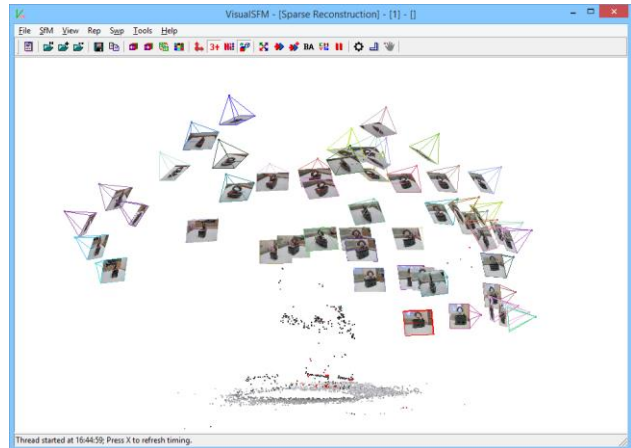 VisualSFM - [Sparse Reconstruction] - [1] - []
File SfM View Rep Swp Tools Help
3+ BA
Thread started at 16:44:59; Press X to refresh timing.